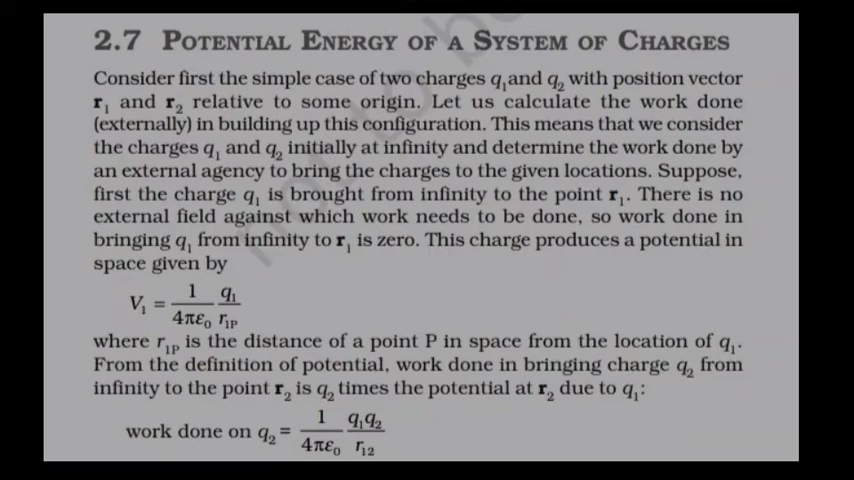 2.7 POTENTIAL ENERGY OF A SYSTEM OF CHARGES
Consider first the simple case of two charges q₁and q₂ with position vector
r₁ and r₂ relative to some origin. Let us calculate the work done
(externally) in building up this configuration. This means that we consider
the charges q₁ and q₂ initially at infinity and determine the work done by
an external agency to bring the charges to the given locations. Suppose,
first the charge q₁ is brought from infinity to the point r₁. There is no
external field against which work needs to be done, so work done in
bringing q₁ from infinity to r₁ is zero. This charge produces a potential in
space given by
V₁ = 1/4πε₀ q₁/r₁P
where r₁P is the distance of a point P in space from the location of q₁.
From the definition of potential, work done in bringing charge q₂ from
infinity to the point r₂ is q₂ times the potential at r₂ due to q₁:
work done on q₂ = 1/4πε₀ q₁q₂/r₁₂
not to be